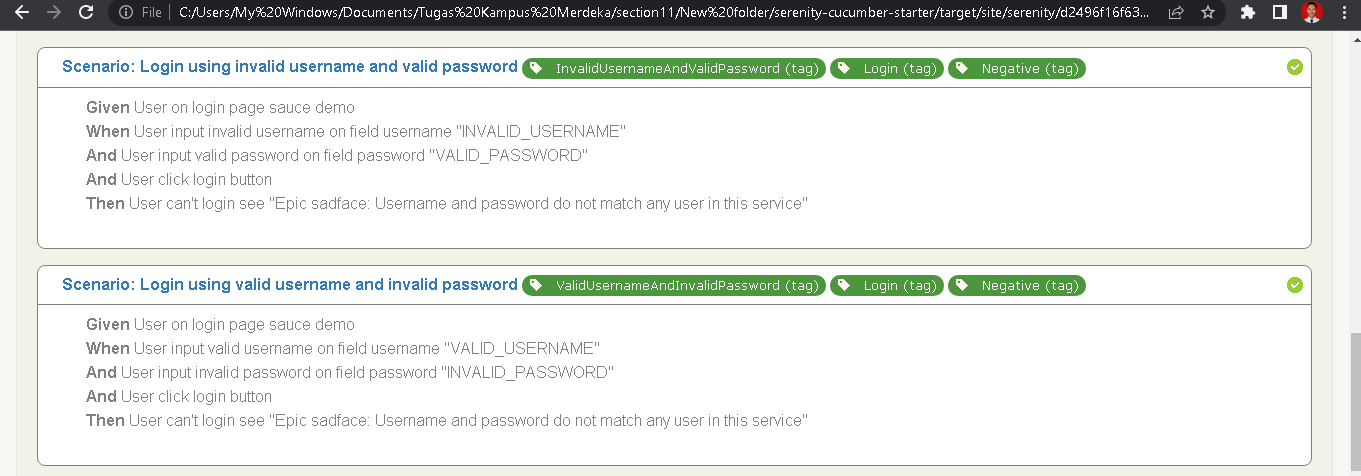 File C:/Users/My%20Windows/Documents/Tugas%20Kampus%20Merdeka/section11/New%20folder/serenity-cucumber-starter/target/site/serenity/d2496f16f63...
Scenario: Login using invalid username and valid password InvalidUsernameAndValidPassword (tag) Login (tag) Negative (tag)
Given User on login page sauce demo
When User input invalid username on field username "INVALID_USERNAME"
And User input valid password on field password "VALID_PASSWORD"
And User click login button
Then User can't login see "Epic sadface: Username and password do not match any user in this service"
Scenario: Login using valid username and invalid password ValidUsernameAndInvalidPassword (tag) Login (tag) Negative (tag)
Given User on login page sauce demo
When User input valid username on field username "VALID_USERNAME"
And User input invalid password on field password "INVALID_PASSWORD"
And User click login button
Then User can't login see "Epic sadface: Username and password do not match any user in this service"